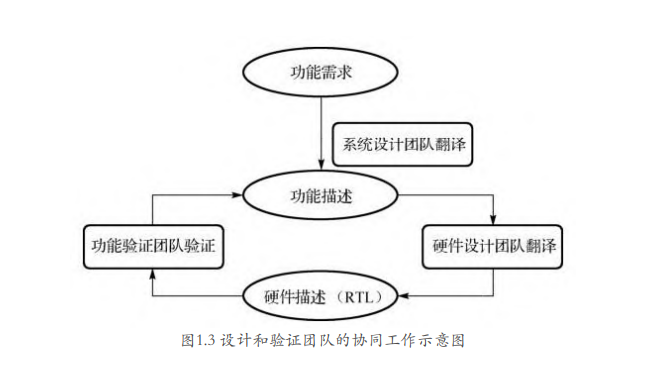 功能需求
系统设计团队翻译
功能描述
功能验证团队验证
硬件设计团队翻译
硬件描述（RTL）
图1.3 设计和验证团队的协同工作示意图